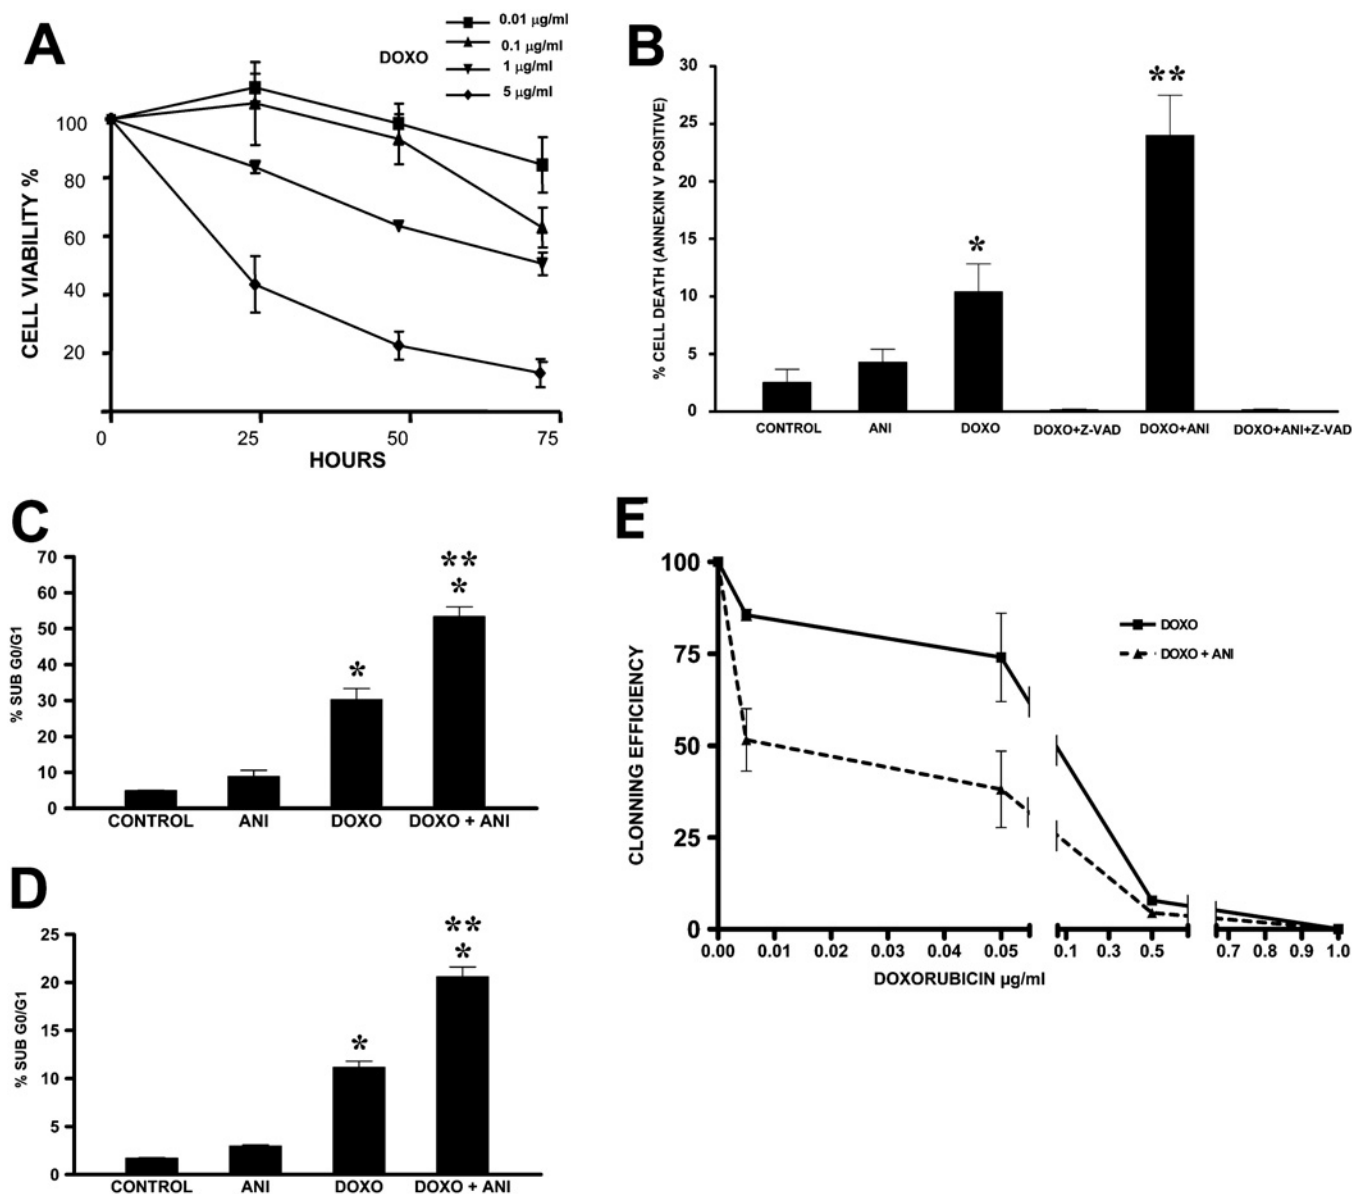 A
DOXO
0.01 µg/ml
0.1 µg/ml
1 µg/ml
5 µg/ml
CELL VIABILITY %
100
80
60
40
20
0 25 50 75
HOURS
B
% CELL DEATH (ANNEXIN V POSITIVE)
30
25
20
15
10
5
0
*
**
CONTROL ANI DOXO DOXO+Z-VAD DOXO+ANI DOXO+ANI+Z-VAD
C
% SUB G0/G1
70
60
50
40
30
20
10
0
*
**
*
CONTROL ANI DOXO DOXO + ANI
D
% SUB G0/G1
25
20
15
10
5
0
*
**
*
CONTROL ANI DOXO DOXO + ANI
E
CLONNING EFFICIENCY
100
75
50
25
0
DOXO
DOXO + ANI
0.00 0.01 0.02 0.03 0.04 0.05 0.1 0.3 0.5 0.7 0.8 0.9 1.0
DOXORUBICIN µg/ml